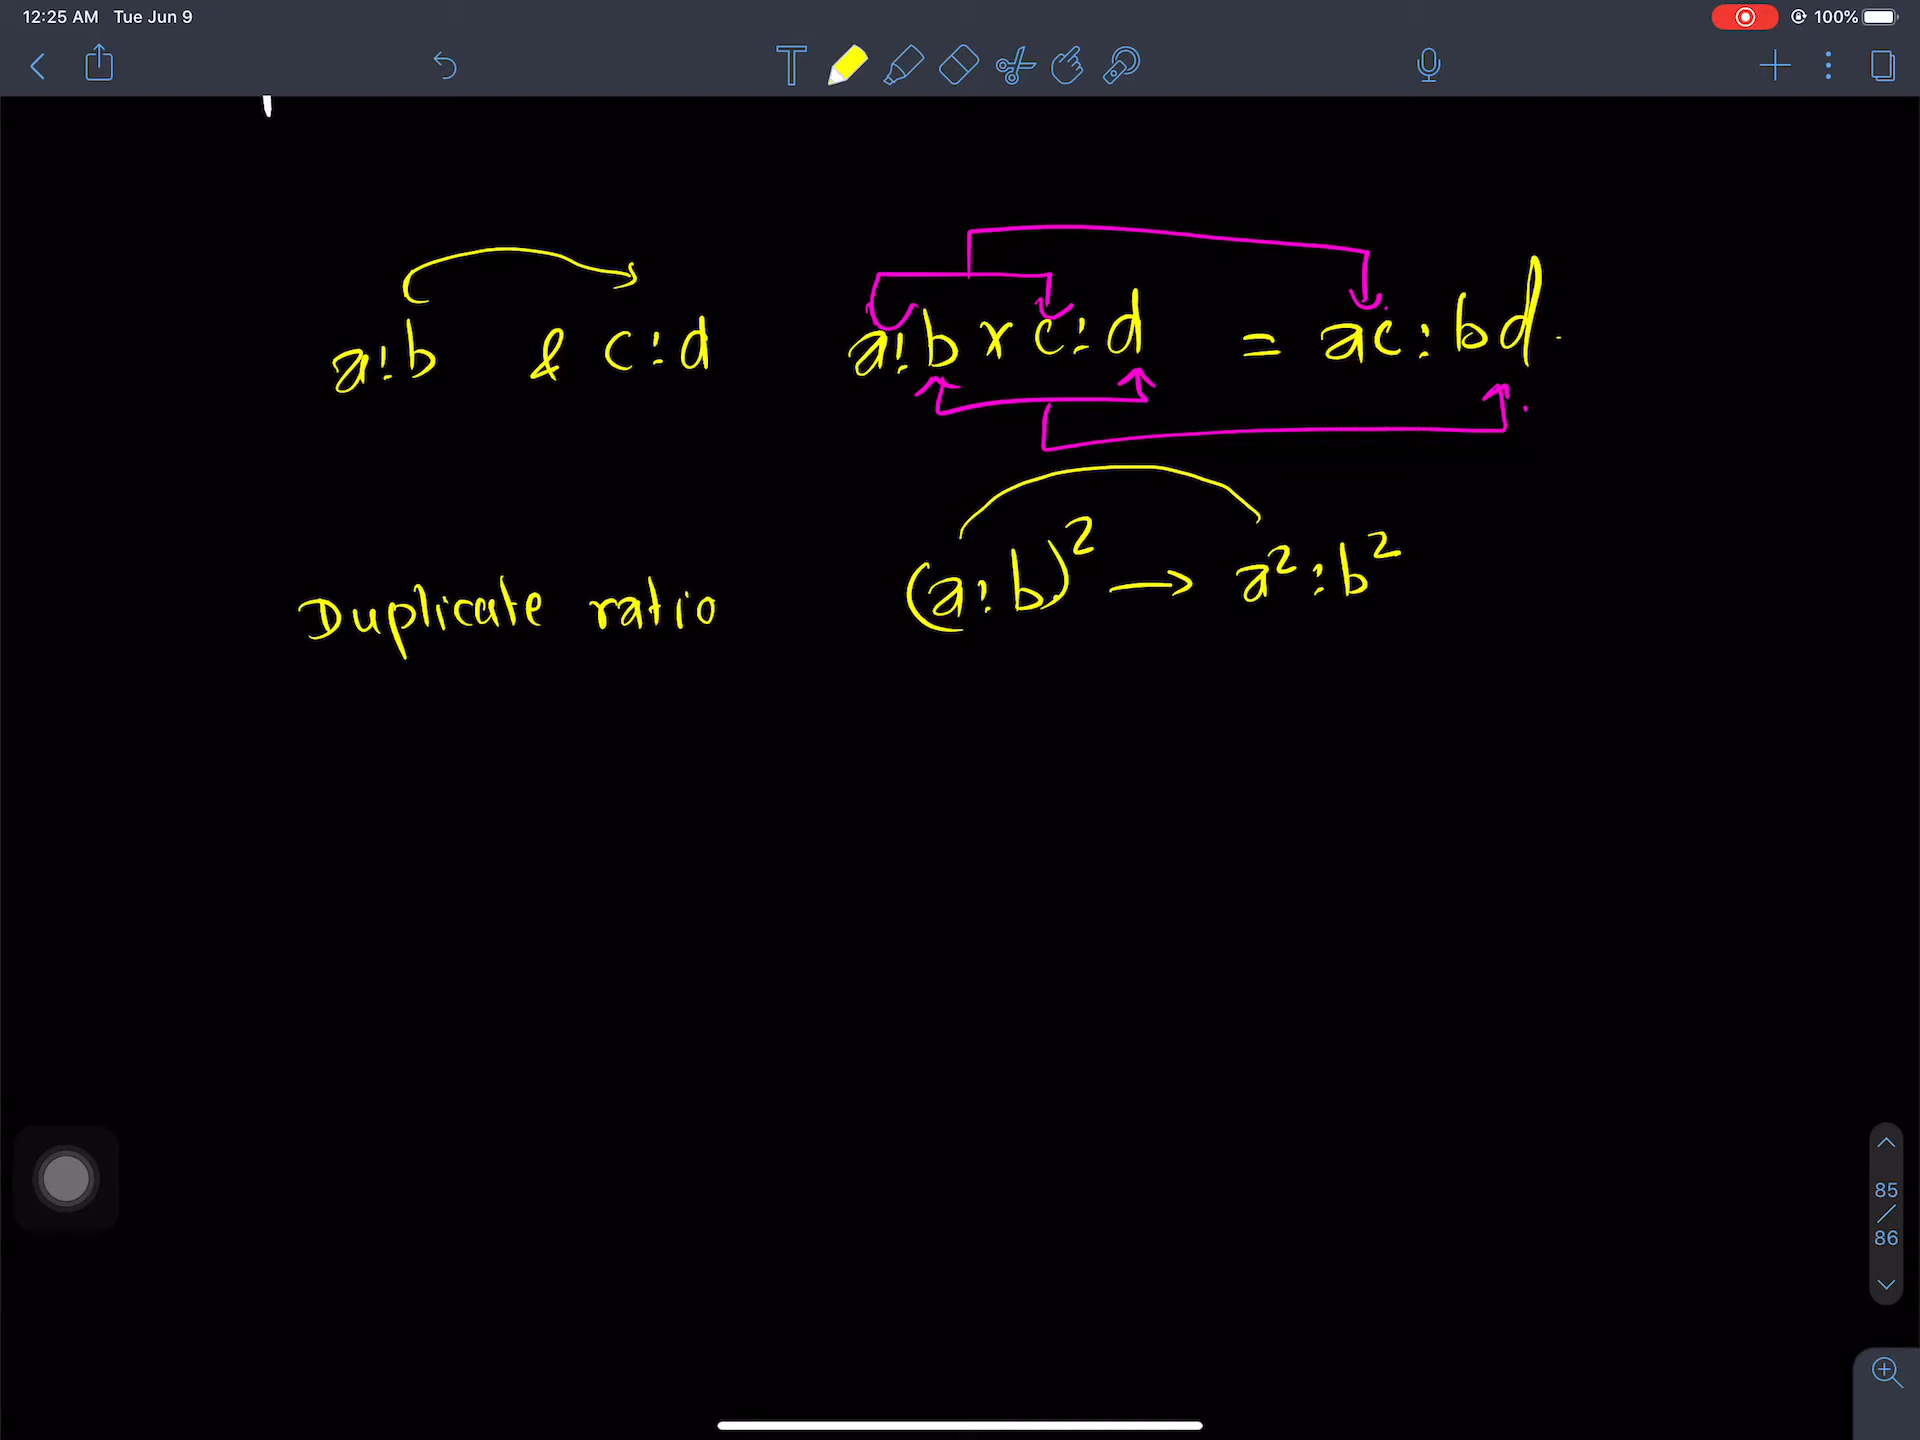 12:25 AM Tue Jun 9
100%
a:b & c:d a:b x c:d = ac:bd.
Duplicate ratio (a:b)² → a²:b²
85
/
86